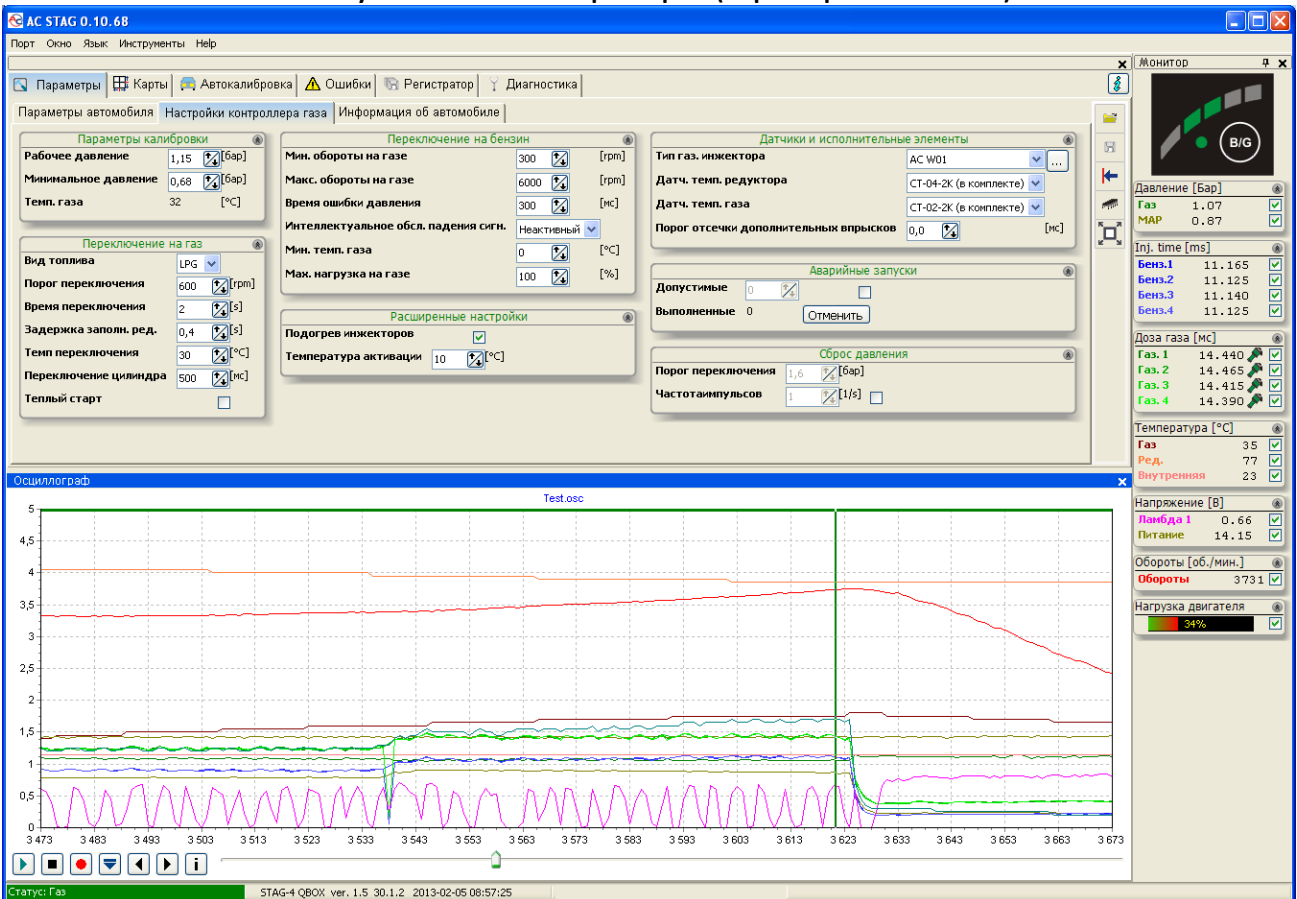 AC STAG 0.10.68
Порт Окно Язык Инструменты Help
Параметры Карты Автокалибровка Ошибки Регистратор Диагностика
Параметры автомобиля Настройки контроллера газа Информация об автомобиле
Параметры калибровки
Рабочее давление 1,15 [бар]
Минимальное давление 0,68 [бар]
Темп. газа 32 [°C]
Переключение на газ
Вид топлива LPG
Порог переключения 600 [rpm]
Время переключения 2 [s]
Задержка заполн. ред. 0,4 [s]
Темп переключения 30 [°C]
Переключение цилиндра 500 [мс]
Теплый старт
Переключение на бензин
Мин. обороты на газе 300 [rpm]
Макс. обороты на газе 6000 [rpm]
Время ошибки давления 300 [мс]
Интеллектуальное обсл. падения сигн. Неактивный
Мин. темп. газа 0 [°C]
Мах. нагрузка на газе 100 [%]
Расширенные настройки
Подогрев инжекторов
Температура активации 10 [°C]
Датчики и исполнительные элементы
Тип газ. инжектора AC W01 ...
Датч. темп. редуктора CT-04-2K (в комплекте)
Датч. темп. газа CT-02-2K (в комплекте)
Порог отсечки дополнительных впрысков 0,0 [мс]
Аварийные запуски
Допустимые 0
Выполненные 0 Отменить
Сброс давления
Порог переключения 1,6 [бар]
Частотаимпульсов 1 [1/s]
Монитор
B/G
Давление [Бар]
Газ 1.07
MAP 0.87
Inj. time [ms]
Бенз.1 11.165
Бенз.2 11.125
Бенз.3 11.140
Бенз.4 11.125
Доза газа [мс]
Газ. 1 14.440
Газ. 2 14.465
Газ. 3 14.415
Газ. 4 14.390
Температура [°C]
Газ 35
Ред. 77
Внутренняя 23
Напряжение [В]
Ламбда 1 0.66
Питание 14.15
Обороты [об./мин.]
Обороты 3731
Нагрузка двигателя
34%
Осциллограф
Test.osc
5
4,5
4
3,5
3
2,5
2
1,5
1
0,5
0
3 473 3 483 3 493 3 503 3 513 3 523 3 533 3 543 3 553 3 563 3 573 3 583 3 593 3 603 3 613 3 623 3 633 3 643 3 653 3 663 3 673
i
Статус: Газ STAG-4 QBOX ver. 1.5 30.1.2 2013-02-05 08:57:25